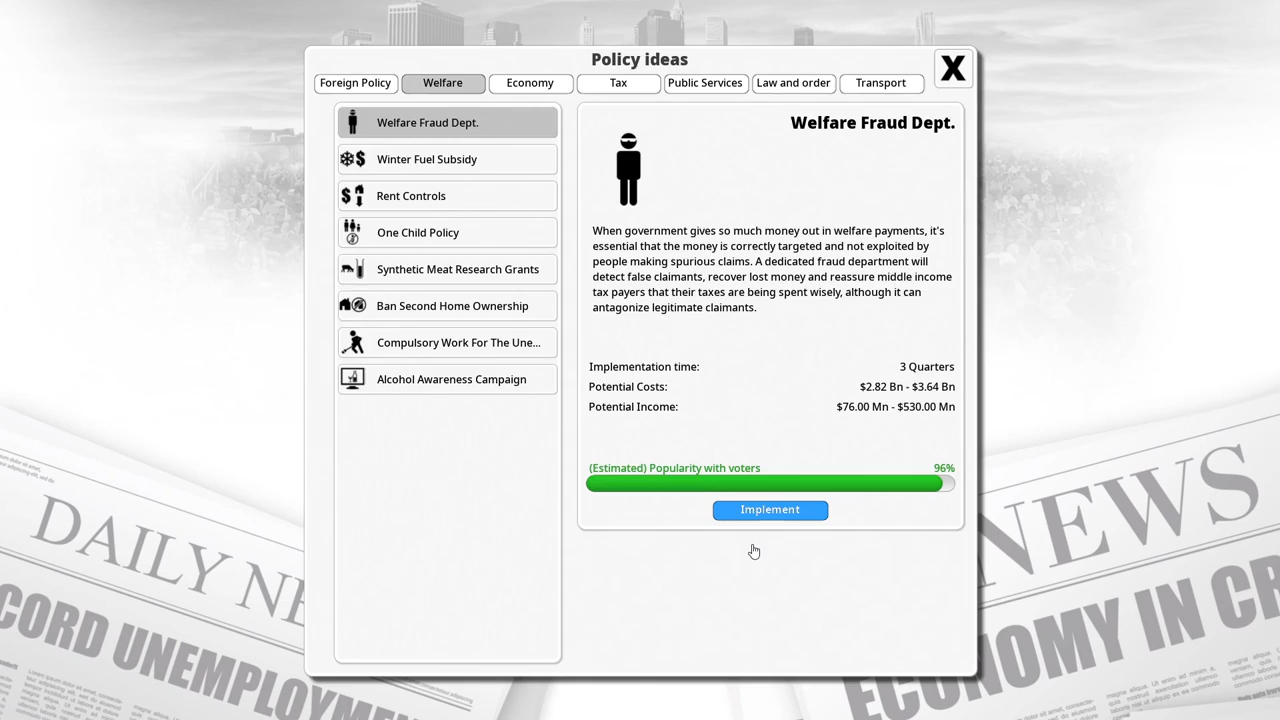 Policy ideas
X
Foreign Policy
Welfare
Economy
Tax
Public Services
Law and order
Transport
Welfare Fraud Dept.
Winter Fuel Subsidy
Rent Controls
One Child Policy
Synthetic Meat Research Grants
Ban Second Home Ownership
Compulsory Work For The Une...
Alcohol Awareness Campaign
Welfare Fraud Dept.
When government gives so much money out in welfare payments, it's
essential that the money is correctly targeted and not exploited by
people making spurious claims. A dedicated fraud department will
detect false claimants, recover lost money and reassure middle income
tax payers that their taxes are being spent wisely, although it can
antagonize legitimate claimants.
Implementation time: 3 Quarters
Potential Costs: $2.82 Bn - $3.64 Bn
Potential Income: $76.00 Mn - $530.00 Mn
(Estimated) Popularity with voters 96%
Implement
DAILY NE
CORD UNEMPLOYM
NEWS
ECONOMY IN CR